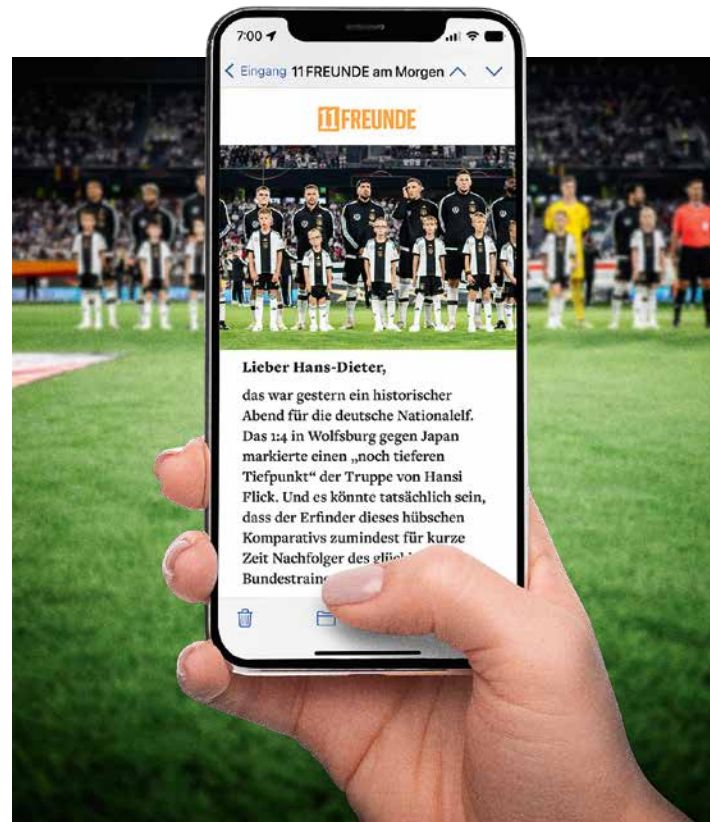 7:00
Eingang 11FREUNDE am Morgen
11FREUNDE
Lieber Hans-Dieter,
das war gestern ein historischer
Abend für die deutsche Nationalelf.
Das 1:4 in Wolfsburg gegen Japan
markierte einen „noch tieferen
Tiefpunkt“ der Truppe von Hansi
Flick. Und es könnte tatsächlich sein,
dass der Erfinder dieses hübschen
Komparativs zumindest für kurze
Zeit Nachfolger des